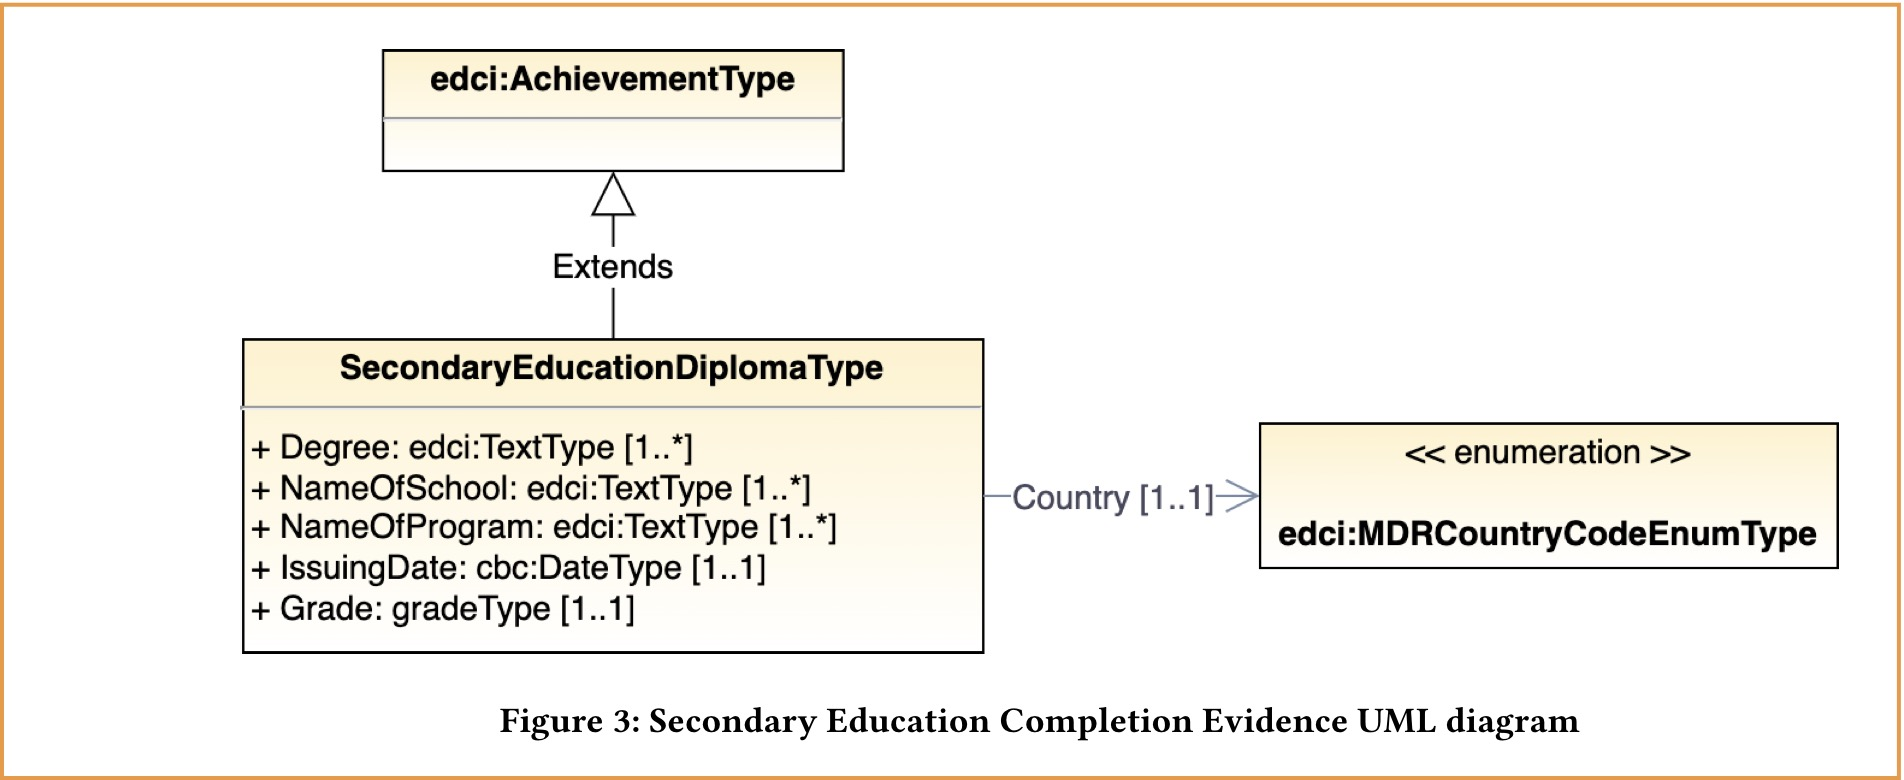 edci:AchievementType
Extends
SecondaryEducationDiplomaType
+ Degree: edci:TextType [1..*]
+ NameOfSchool: edci:TextType [1..*]
+ NameOfProgram: edci:TextType [1..*]
+ IssuingDate: cbc:DateType [1..1]
+ Grade: gradeType [1..1]
Country [1..1]
<< enumeration >>
edci:MDRCountryCodeEnumType
Figure 3: Secondary Education Completion Evidence UML diagram